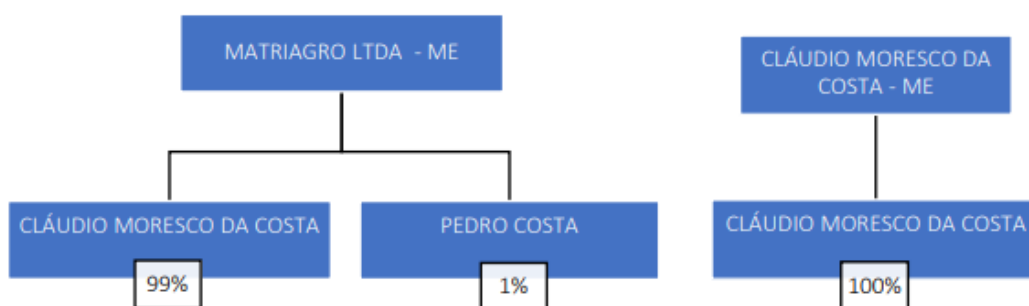 MATRIAGRO LTDA - ME
CLÁUDIO MORESCO DA COSTA
99%
PEDRO COSTA
1%
CLÁUDIO MORESCO DA
COSTA - ME
CLÁUDIO MORESCO DA COSTA
100%